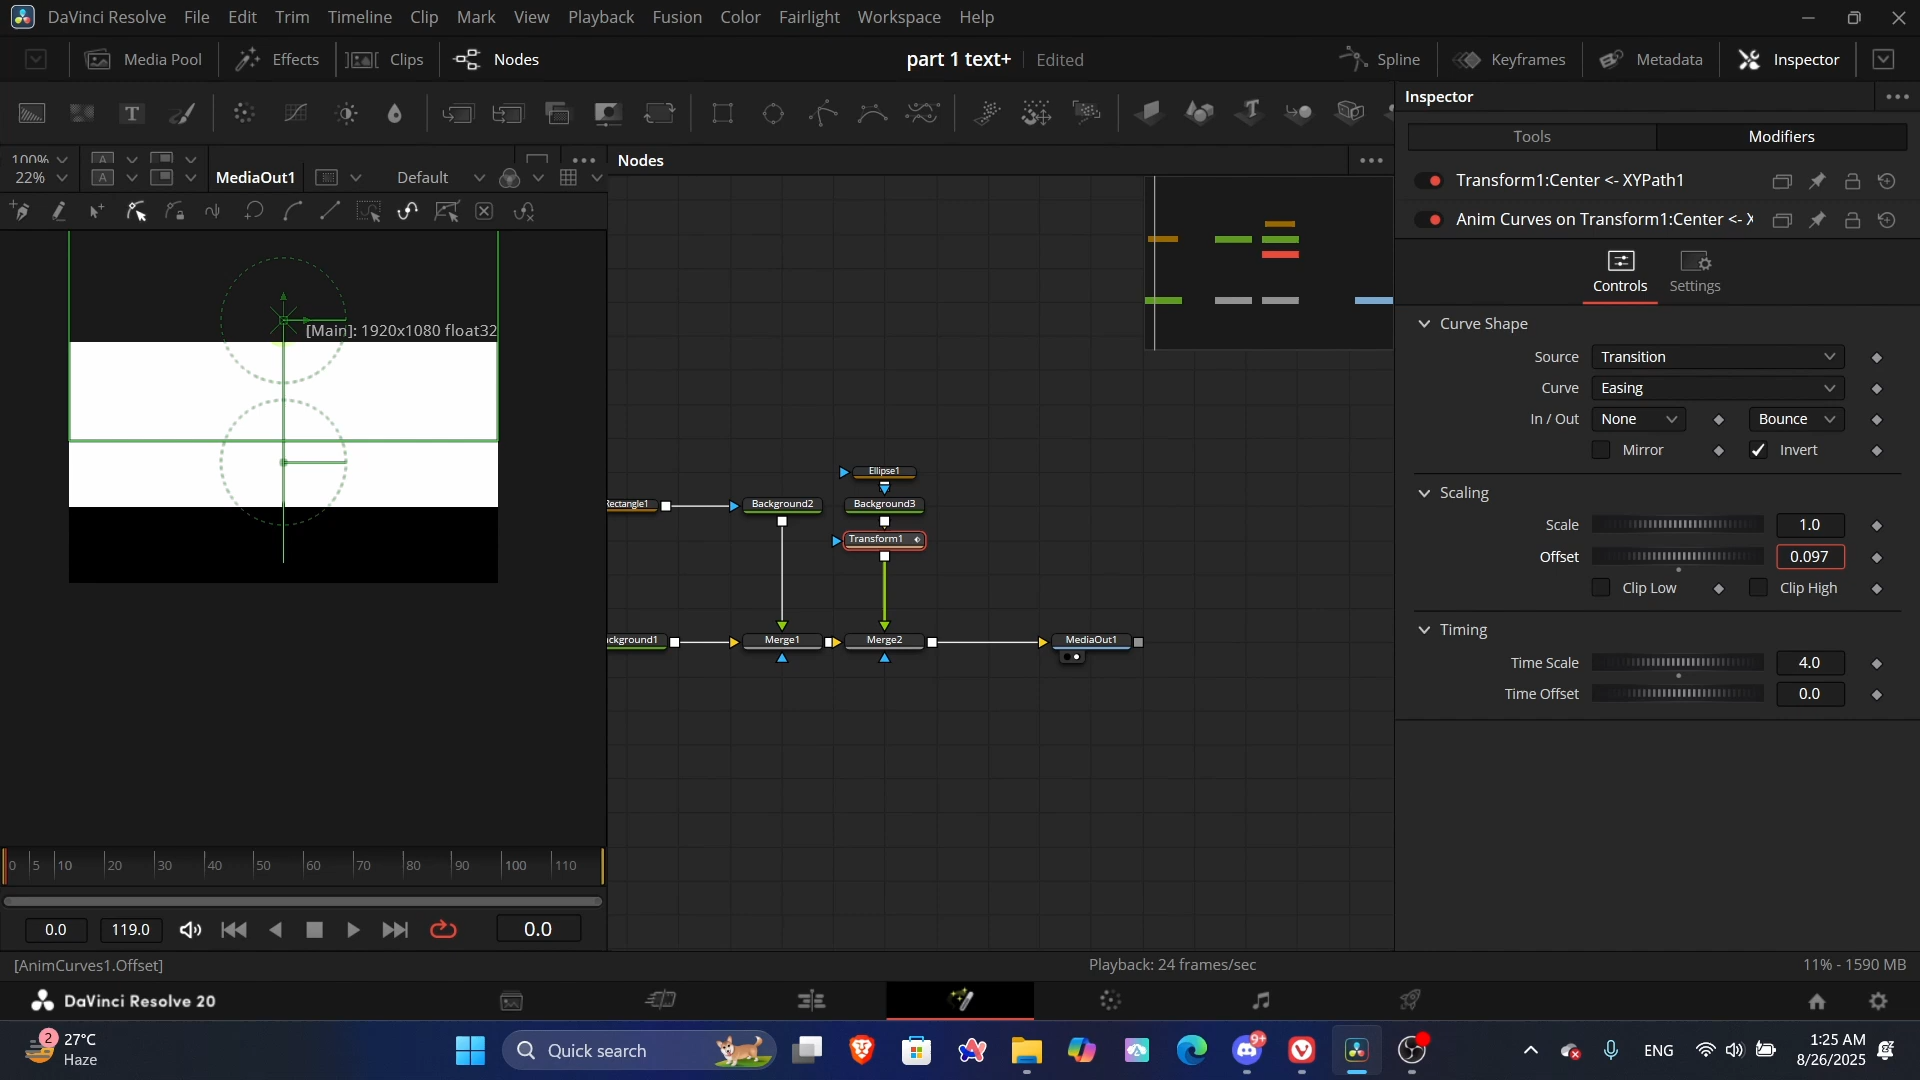 DaVinci Resolve File Edit Trim Timeline Clip Mark View Playback Fusion Color Fairlight Workspace Help
Media Pool Effects Clips Nodes part 1 text+ Edited Spline Keyframes Metadata Inspector
T T
Inspector
Tools Modifiers
100% A
22% A MediaOut1 Default
Nodes
[Main]: 1920x1080 float32
Transform1:Center <- XYPath1
Anim Curves on Transform1:Center <- X
Controls Settings
Curve Shape
Source Transition
Curve Easing
In / Out None Bounce
Mirror Invert
Scaling
Scale 1.0
Offset 0.097
Clip Low Clip High
Timing
Time Scale 4.0
Time Offset 0.0
Ellipse1
Rectangle1 Background2 Background3
Transform1
ackground1 Merge1 Merge2 MediaOut1
0 5 10 20 30 40 50 60 70 80 90 100 110
0.0 119.0 0.0
[AnimCurves1.Offset] Playback: 24 frames/sec 11% - 1590 MB
DaVinci Resolve 20
2 27°C
Haze
Quick search
9+
ENG
1:25 AM
8/26/2025